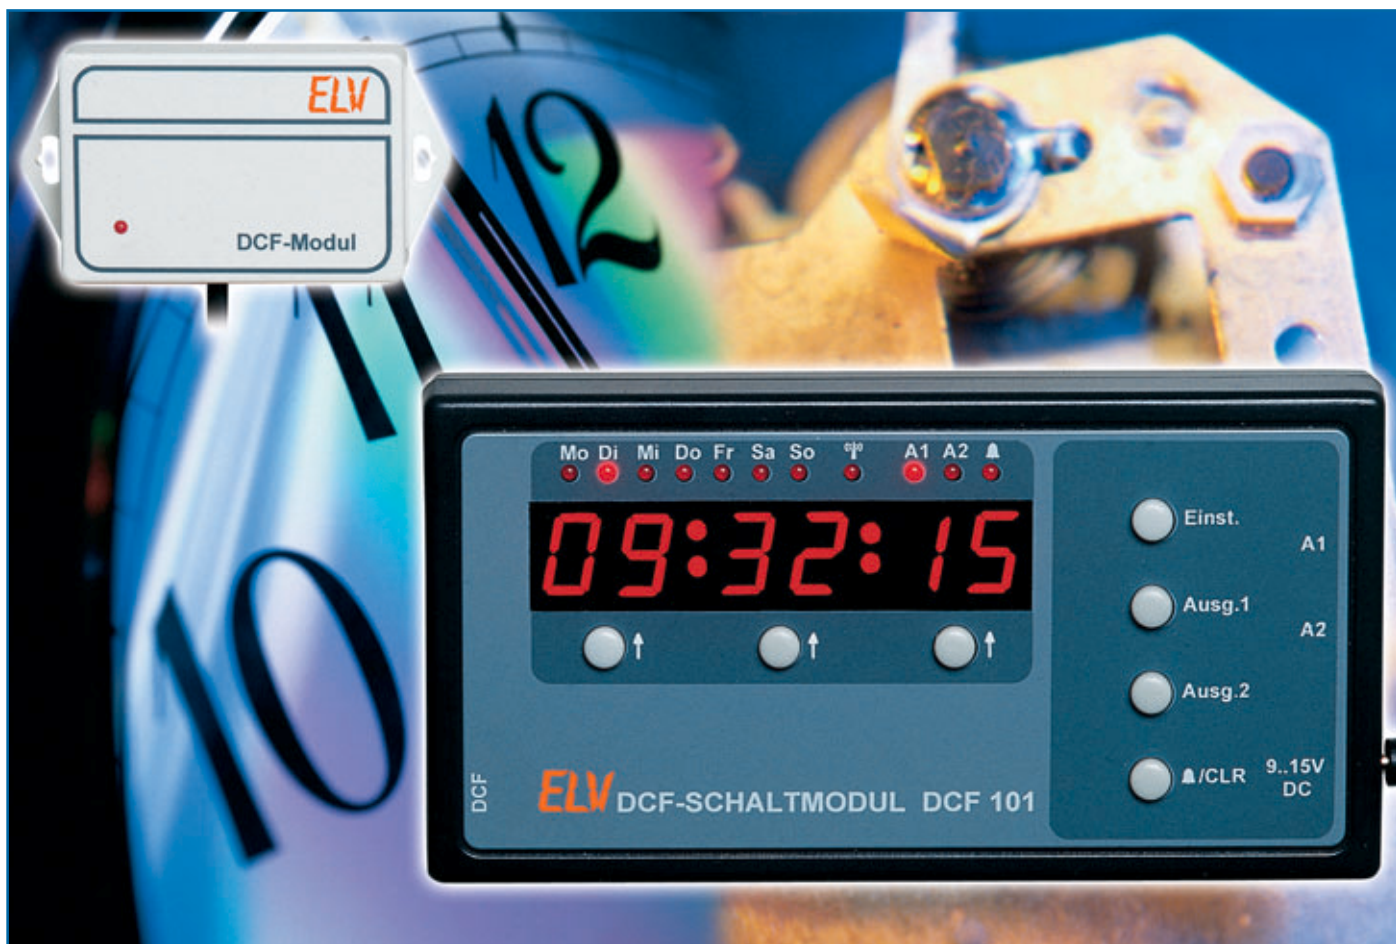 ELV
DCF-Modul
12
11
10
Mo Di Mi Do Fr Sa So A1 A2
09:32:15
Einst.
A1
Ausg.1
A2
Ausg.2
/CLR
9..15V
DC
DCF
ELV DCF-SCHALTMODUL DCF 101